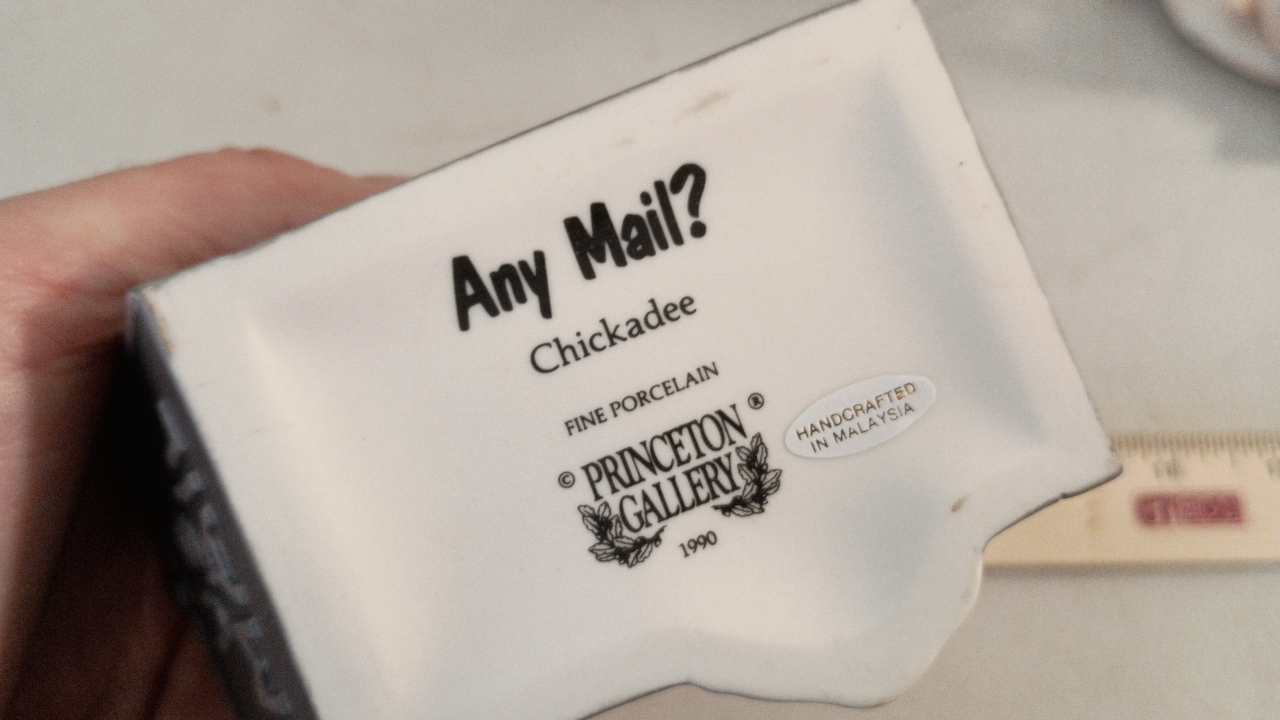 Any Mail?
Chickadee
FINE PORCELAIN
© PRINCETON ®
GALLERY
1990
HANDCRAFTED
IN MALAYSIA